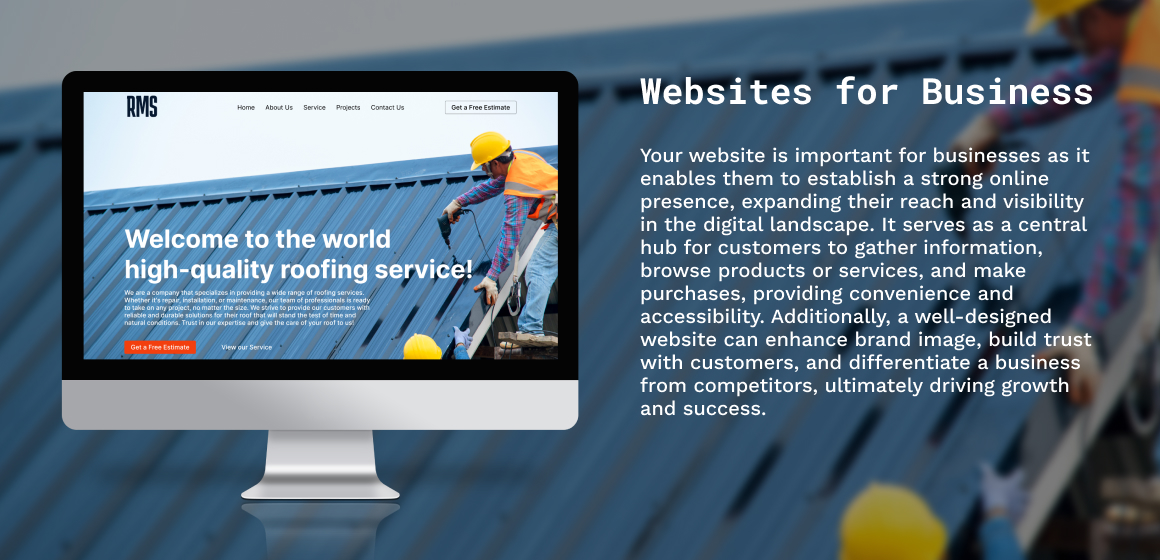 RMS
Home About Us Service Projects Contact Us Get a Free Estimate
Welcome to the world
high-quality roofing service!
We are a company that specializes in providing a wide range of roofing services.
Whether it's repair, installation, or maintenance, our team of professionals is ready
to take on any project, no matter the size. We strive to provide our customers with
reliable and durable solutions for their roof that will stand the test of time and
natural conditions. Trust in our expertise and give the care of your roof to us!
Get a Free Estimate View our Service
Websites for Business
Your website is important for businesses as it
enables them to establish a strong online
presence, expanding their reach and visibility
in the digital landscape. It serves as a central
hub for customers to gather information,
browse products or services, and make
purchases, providing convenience and
accessibility. Additionally, a well-designed
website can enhance brand image, build trust
with customers, and differentiate a business
from competitors, ultimately driving growth
and success.